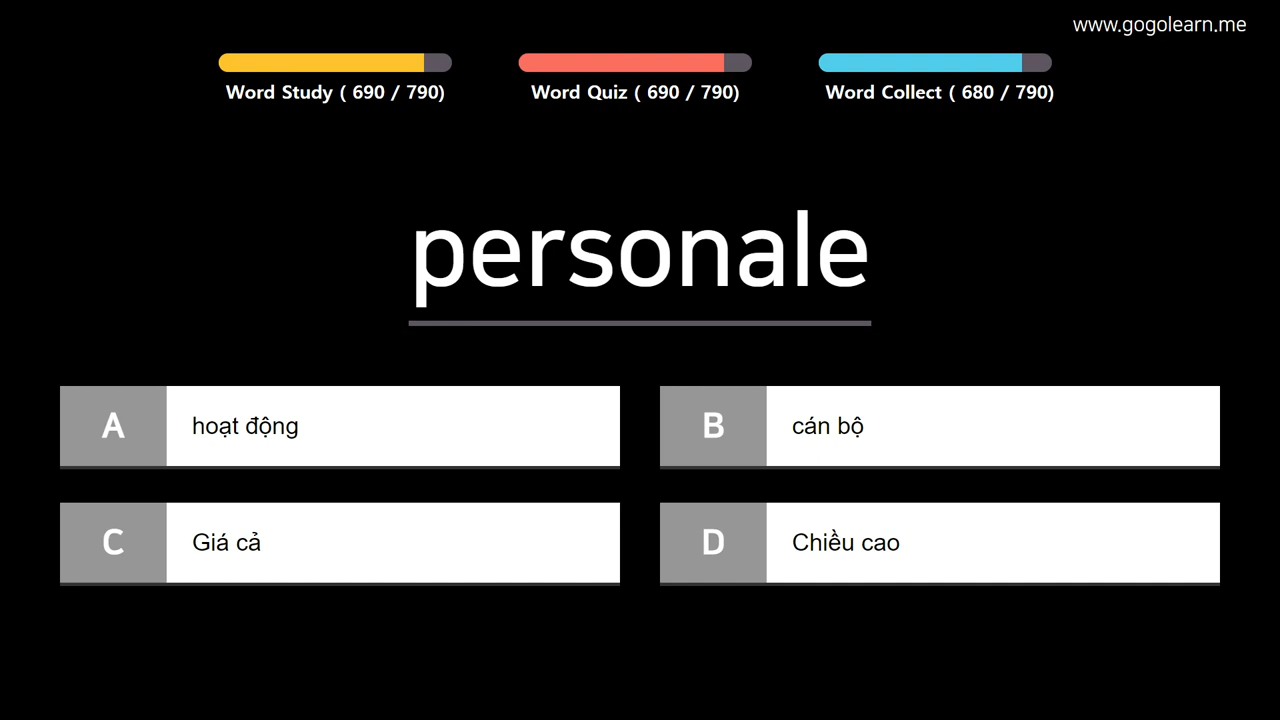 www.gogolearn.me
Word Study ( 690 / 790)
Word Quiz ( 690 / 790)
Word Collect ( 680 / 790)
personale
A hoạt động
B cán bộ
C Giá cả
D Chiều cao